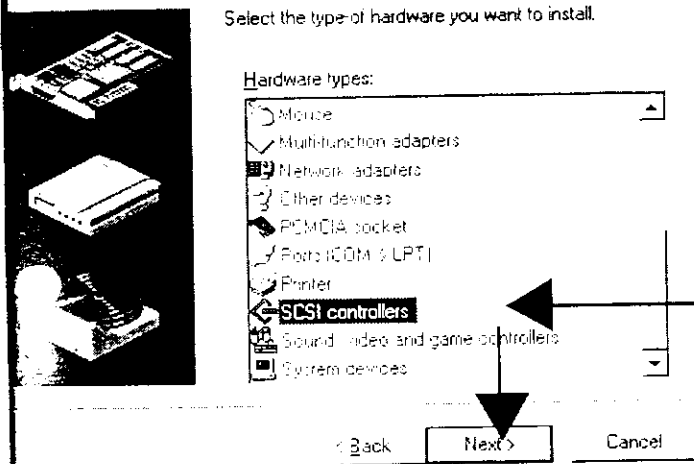 Select the type of hardware you want to install.
Hardware types:
Mouse
Multi-function adapters
Network adapters
Other devices
PCMCIA socket
Ports (COM & LPT)
Printer
SCSI controllers
Sound, video and game controllers
System devices
< Back
Next >
Cancel